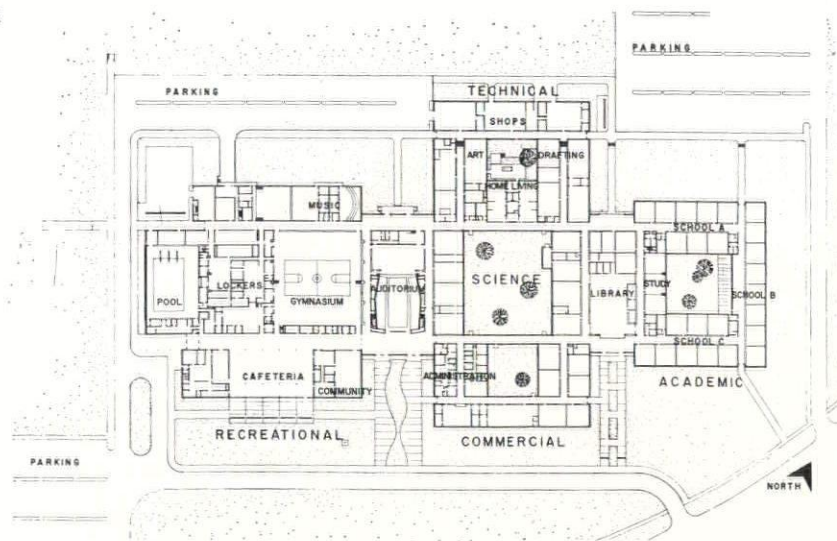 PARKING
PARKING
TECHNICAL
SHOPS
ART
DRAFTING
HOME LIVING
MUSIC
SCHOOL A
POOL
LOCKERS
GYMNASIUM
AUDITORIUM
SCIENCE
LIBRARY
STUDY
SCHOOL B
SCHOOL C
CAFETERIA
COMMUNITY
ADMINISTRATION
ACADEMIC
RECREATIONAL
COMMERCIAL
PARKING
NORTH